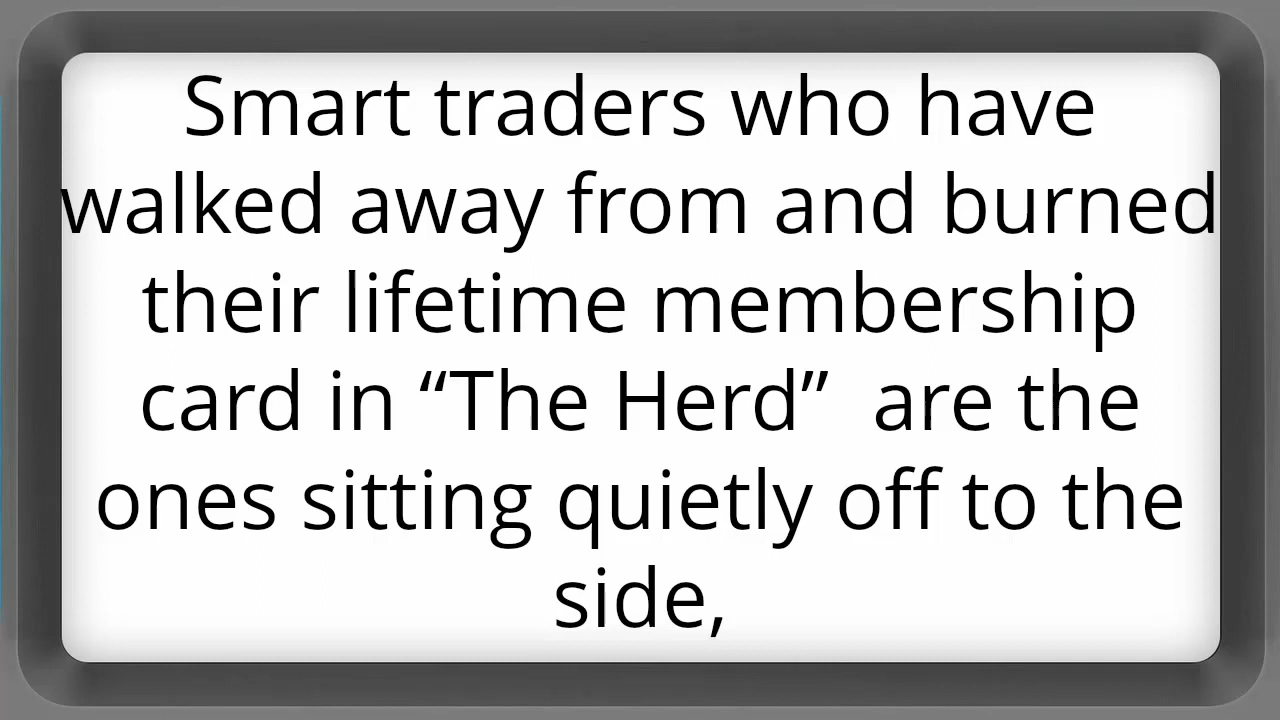 Smart traders who have
walked away from and burned
their lifetime membership
card in “The Herd”  are the
ones sitting quietly off to the
side,